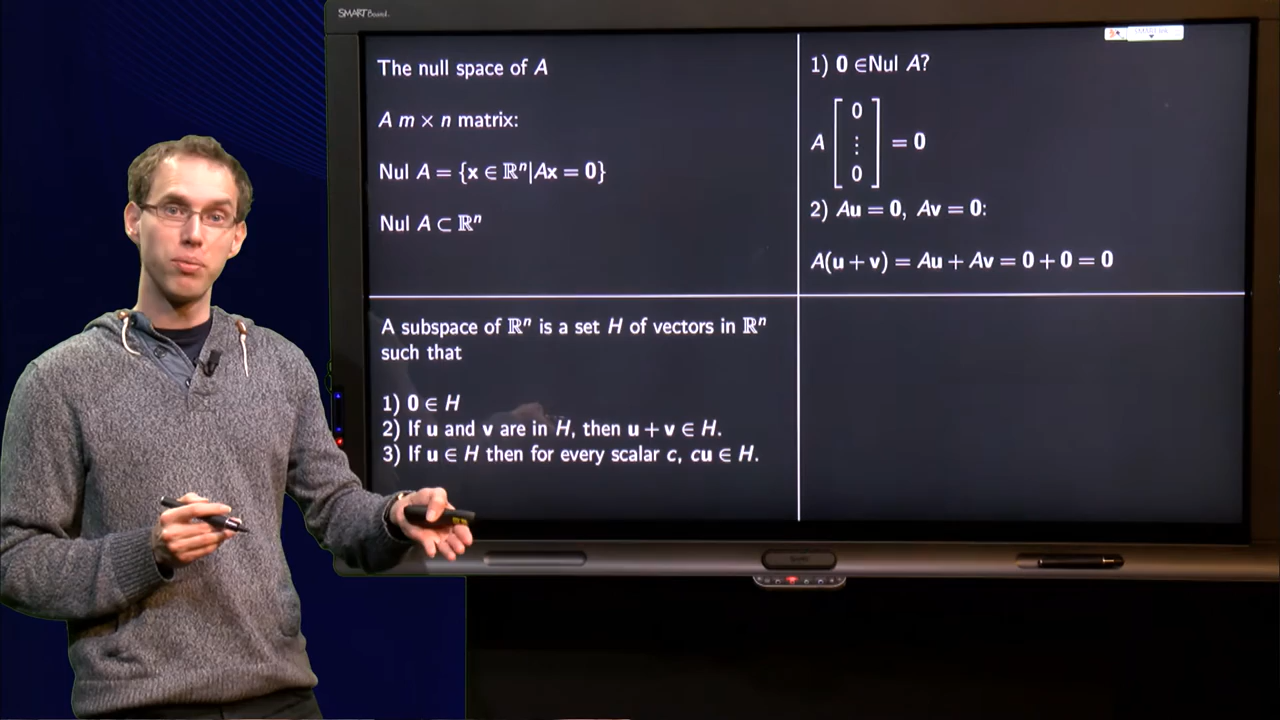 SMART Board
The null space of A
A m × n matrix:
Nul A = {x ∈ ℝⁿ|Ax = 0}
Nul A ⊂ ℝⁿ
1) 0 ∈Nul A?
A [0 ⋮ 0] = 0
2) Au = 0, Av = 0:
A(u + v) = Au + Av = 0 + 0 = 0
A subspace of ℝⁿ is a set H of vectors in ℝⁿ
such that
1) 0 ∈ H
2) If u and v are in H, then u + v ∈ H.
3) If u ∈ H then for every scalar c, cu ∈ H.